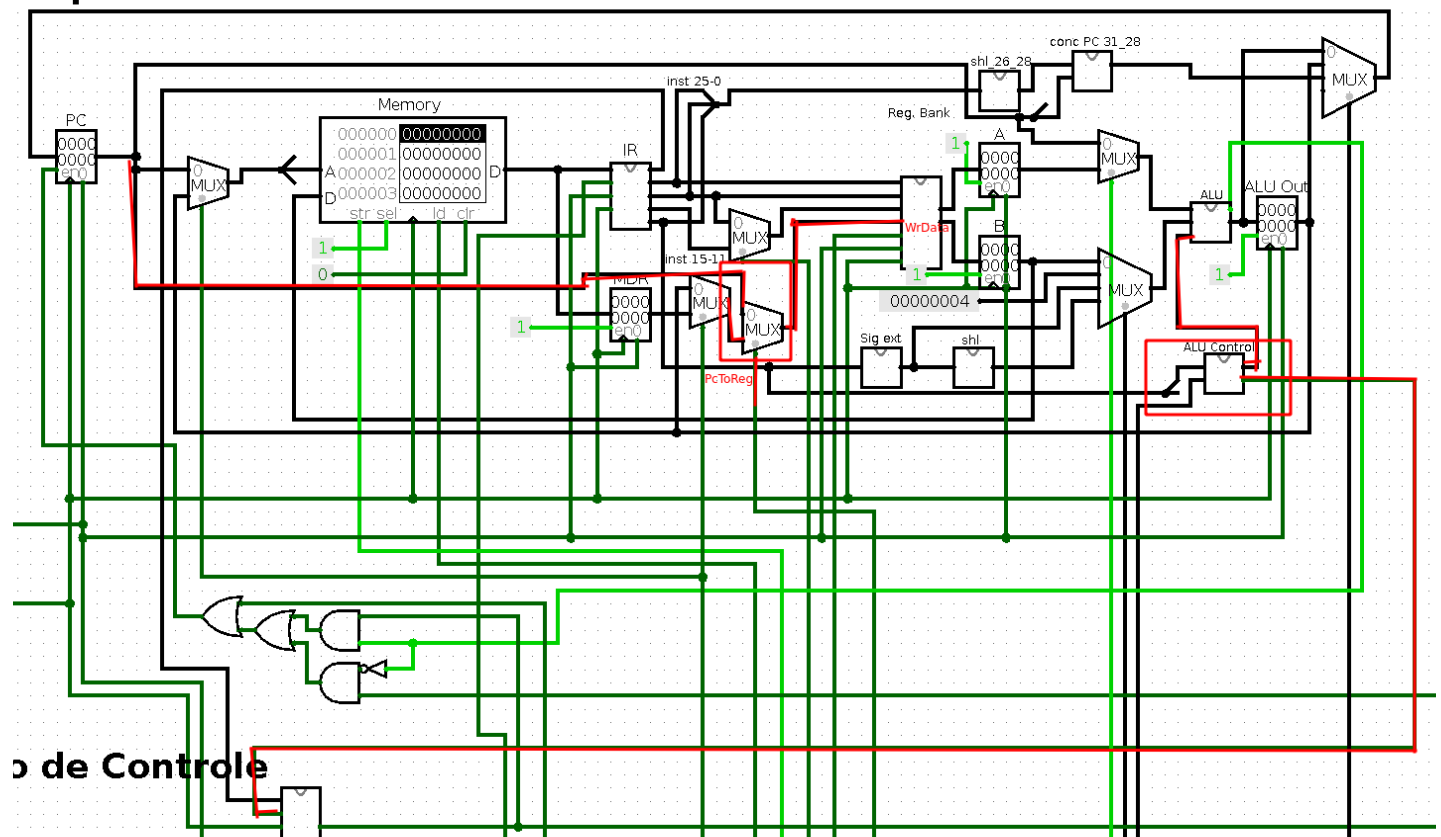 conc PC 31_28
shl_26_28
0
MUX
inst 25-0
Memory
Reg. Bank
PC
0000
0000
en0
0
MUX
A
D
000000 00000000
000001 00000000
000002 00000000
000003 00000000
D
str sel ld clr
1
0
IR
0
MUX
inst 15-11
WrData
1
A
0000
0000
en0
B
0000
0000
en0
1
00000004
0
MUX
0
MUX
ALU
ALU Out
0000
0000
en0
1
MDR
0000
0000
en0
1
0
MUX
0
MUX
PcToReg
Sig ext
shl
ALU Control
o de Controle